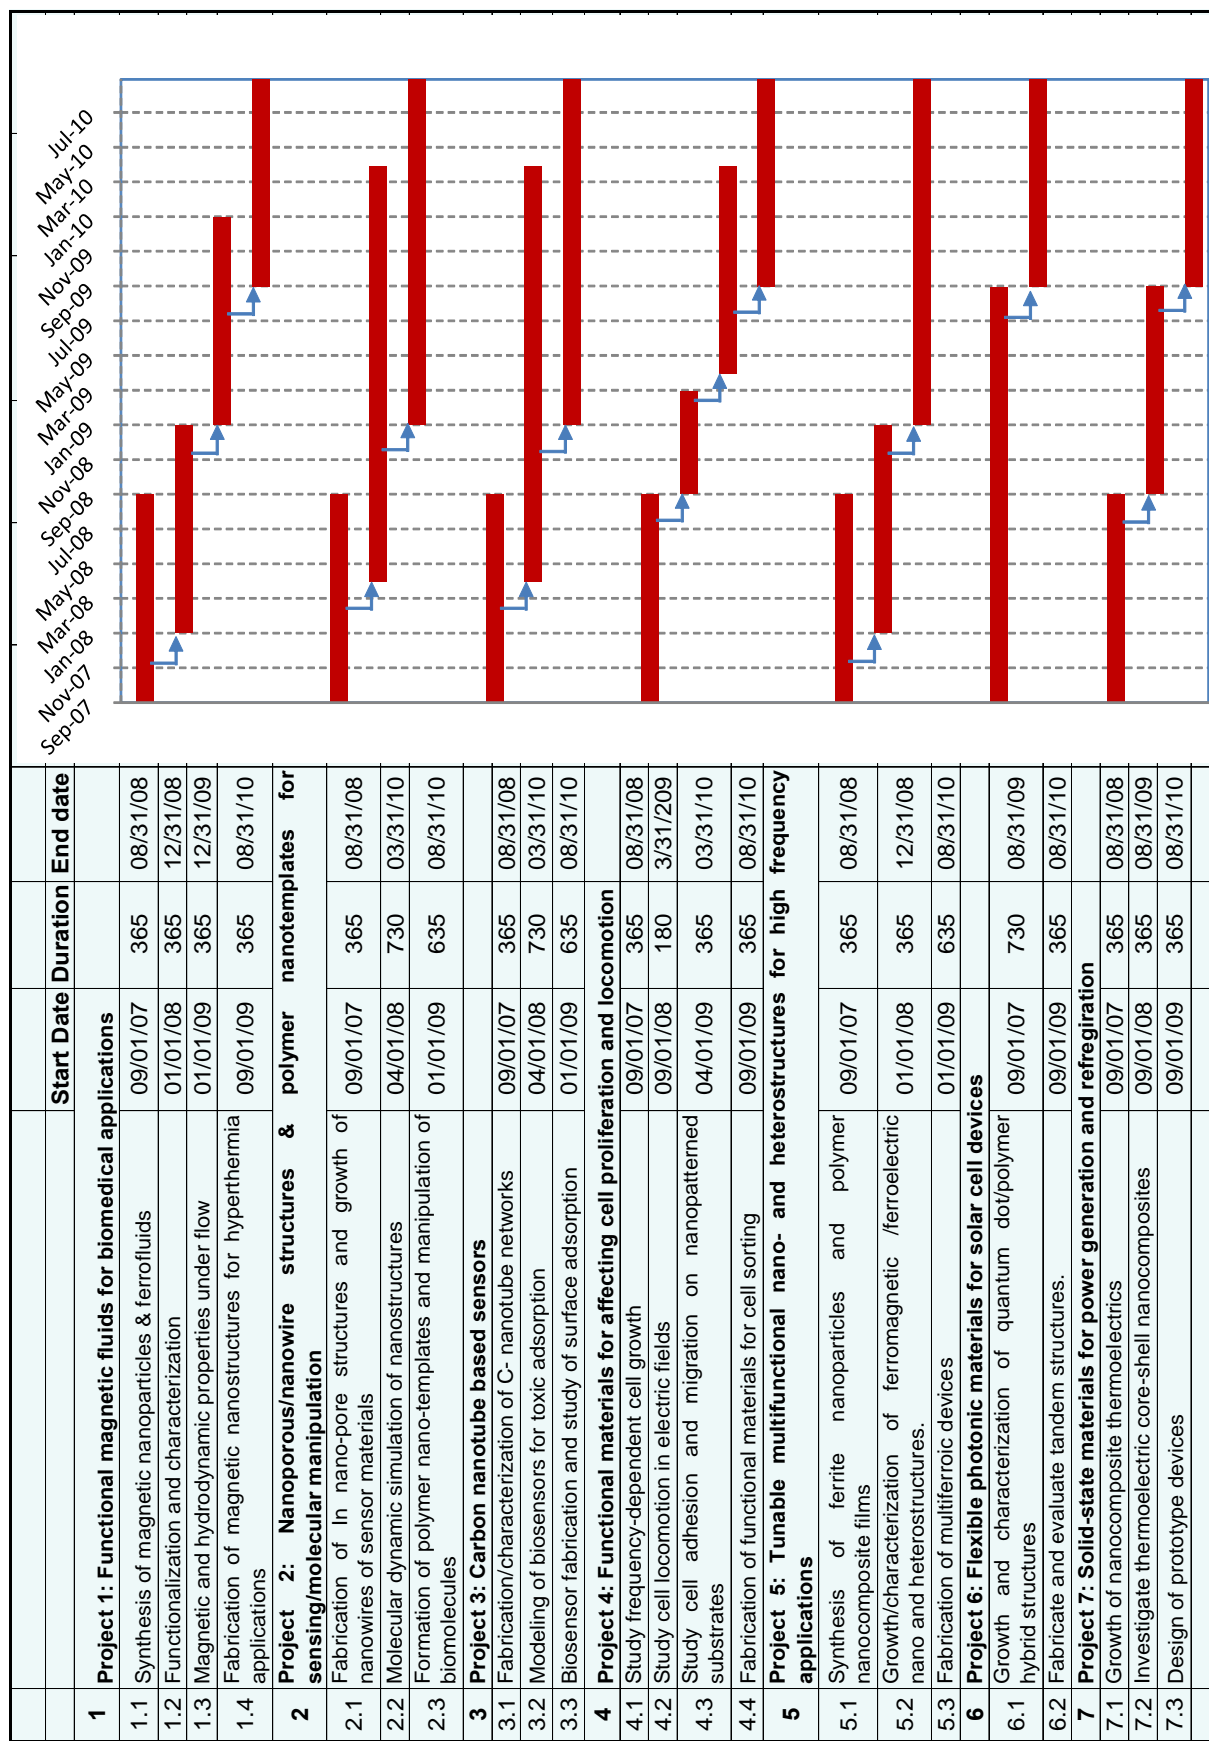 Start Date Duration End date
1 Project 1: Functional magnetic fluids for biomedical applications
1.1 Synthesis of magnetic nanoparticles & ferrofluids 09/01/07 365 08/31/08
1.2 Functionalization and characterization 01/01/08 365 12/31/08
1.3 Magnetic and hydrodynamic properties under flow 01/01/09 365 12/31/09
1.4 Fabrication of magnetic nanostructures for hyperthermia
applications 09/01/09 365 08/31/10
2 Project 2: Nanoporous/nanowire structures & polymer nanotemplates for
sensing/molecular manipulation
2.1 Fabrication of In nano-pore structures and growth of
nanowires of sensor materials 09/01/07 365 08/31/08
2.2 Molecular dynamic simulation of nanostructures 04/01/08 730 03/31/10
2.3 Formation of polymer nano-templates and manipulation of
biomolecules 01/01/09 635 08/31/10
3 Project 3: Carbon nanotube based sensors
3.1 Fabrication/characterization of C- nanotube networks 09/01/07 365 08/31/08
3.2 Modeling of biosensors for toxic adsorption 04/01/08 730 03/31/10
3.3 Biosensor fabrication and study of surface adsorption 01/01/09 635 08/31/10
4 Project 4: Functional materials for affecting cell proliferation and locomotion
4.1 Study frequency-dependent cell growth 09/01/07 365 08/31/08
4.2 Study cell locomotion in electric fields 09/01/08 180 3/31/209
4.3 Study cell adhesion and migration on nanopatterned
substrates 04/01/09 365 03/31/10
4.4 Fabrication of functional materials for cell sorting 09/01/09 365 08/31/10
5 Project 5: Tunable multifunctional nano- and heterostructures for high frequency
applications
5.1 Synthesis of ferrite nanoparticles and polymer
nanocomposite films 09/01/07 365 08/31/08
5.2 Growth/characterization of ferromagnetic /ferroelectric
nano and heterostructures. 01/01/08 365 12/31/08
5.3 Fabrication of multiferroic devices 01/01/09 635 08/31/10
6 Project 6: Flexible photonic materials for solar cell devices
6.1 Growth and characterization of quantum dot/polymer
hybrid structures 09/01/07 730 08/31/09
6.2 Fabricate and evaluate tandem structures. 09/01/09 365 08/31/10
7 Project 7: Solid-state materials for power generation and refregiration
7.1 Growth of nanocomposite thermoelectrics 09/01/07 365 08/31/08
7.2 Investigate thermoelectric core-shell nanocomposites 09/01/08 365 08/31/09
7.3 Design of prototype devices 09/01/09 365 08/31/10
Sep-07
Nov-07
Jan-08
Mar-08
May-08
Jul-08
Sep-08
Nov-08
Jan-09
Mar-09
May-09
Jul-09
Sep-09
Nov-09
Jan-10
Mar-10
May-10
Jul-10